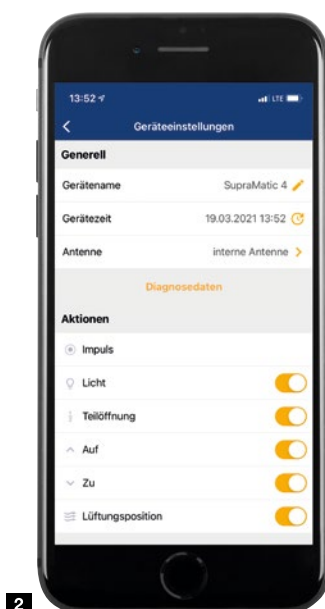 13:52 LTE
Geräteeinstellungen
Generell
Gerätename SupraMatic 4
Gerätezeit 19.03.2021 13:52
Antenne interne Antenne
Diagnosedaten
Aktionen
Impuls
Licht
Teilöffnung
Auf
Zu
Lüftungsposition
2